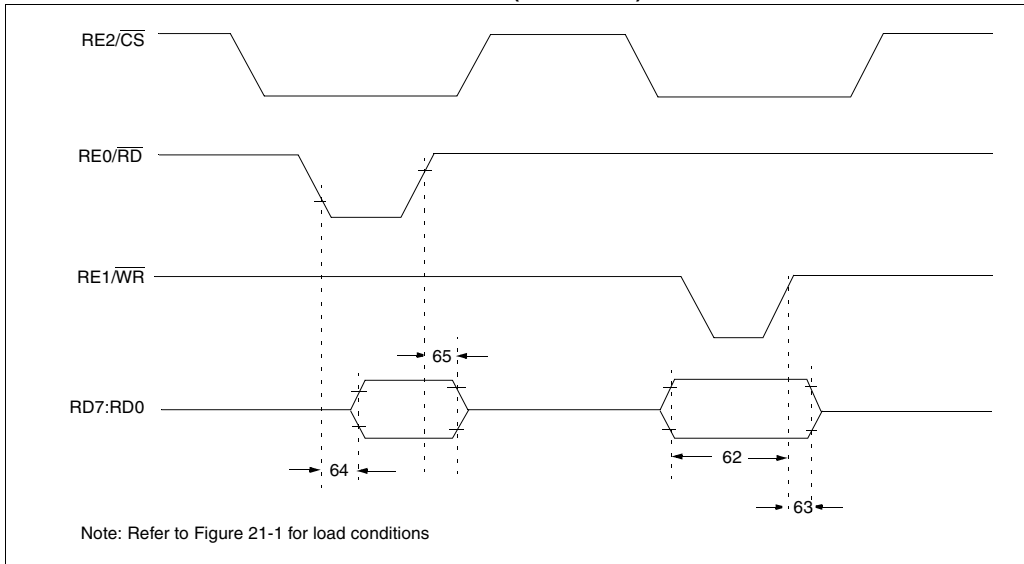 RE2/CS
RE0/RD
RE1/WR
65
RD7:RD0
62
64
63
Note: Refer to Figure 21-1 for load conditions